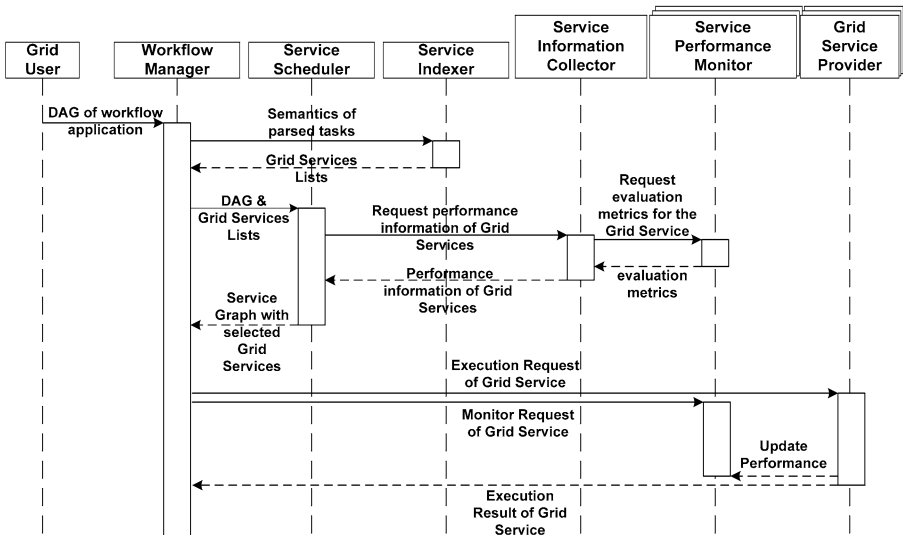 Grid
User
Workflow
Manager
Service
Scheduler
Service
Indexer
Service
Information
Collector
Service
Performance
Monitor
Grid
Service
Provider
DAG of workflow
application
Semantics of
parsed tasks
Grid Services
Lists
DAG &
Grid Services
Lists
Request performance
information of Grid
Services
Request
evaluation
metrics for the
Grid Service
evaluation
metrics
Performance
information of Grid
Services
Service
Graph with
selected
Grid
Services
Execution Request
of Grid Service
Monitor Request
of Grid Service
Update
Performance
Execution
Result of Grid
Service